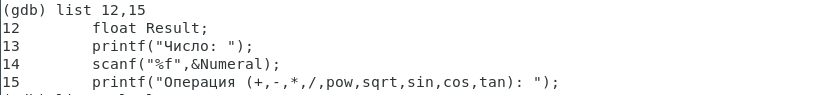 (gdb) list 12,15
12 float Result;
13 printf("Число: ");
14 scanf("%f",&Numeral);
15 printf("Операция (+,-,*,/,pow,sqrt,sin,cos,tan): ");